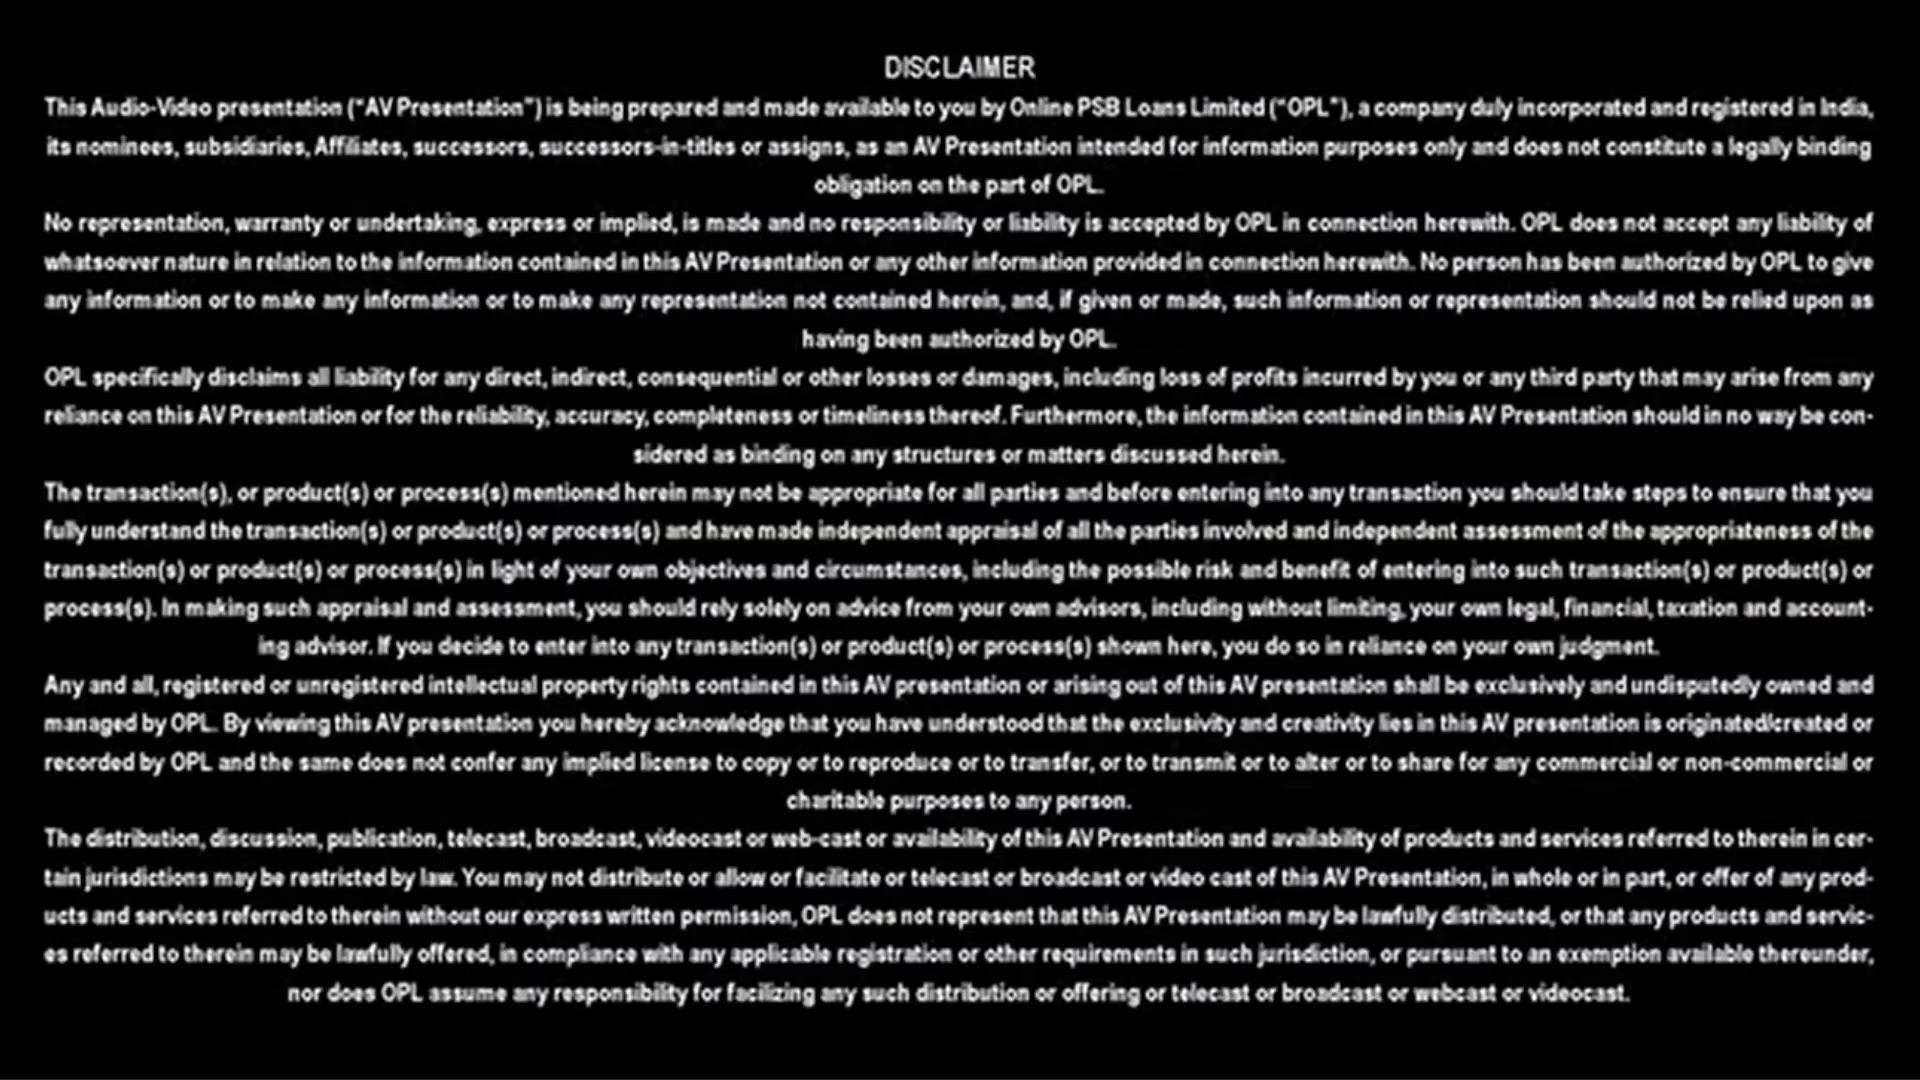 DISCLAIMER
This Audio-Video presentation ("AV Presentation") is being prepared and made available to you by Online PSB Loans Limited ("OPL"), a company duly incorporated and registered in India,
its nominees, subsidiaries, Affiliates, successors, successors-in-titles or assigns, as an AV Presentation intended for information purposes only and does not constitute a legally binding
obligation on the part of OPL.
No representation, warranty or undertaking, express or implied, is made and no responsibility or liability is accepted by OPL in connection herewith. OPL does not accept any liability of
whatsoever nature in relation to the information contained in this AV Presentation or any other information provided in connection herewith. No person has been authorized by OPL to give
any information or to make any information or to make any representation not contained herein, and, if given or made, such information or representation should not be relied upon as
having been authorized by OPL.
OPL specifically disclaims all liability for any direct, indirect, consequential or other losses or damages, including loss of profits incurred by you or any third party that may arise from any
reliance on this AV Presentation or for the reliability, accuracy, completeness or timeliness thereof. Furthermore, the information contained in this AV Presentation should in no way be con-
sidered as binding on any structures or matters discussed herein.
The transaction(s), or product(s) or process(s) mentioned herein may not be appropriate for all parties and before entering into any transaction you should take steps to ensure that you
fully understand the transaction(s) or product(s) or process(s) and have made independent appraisal of all the parties involved and independent assessment of the appropriateness of the
transaction(s) or product(s) or process(s) in light of your own objectives and circumstances, including the possible risk and benefit of entering into such transaction(s) or product(s) or
process(s). In making such appraisal and assessment, you should rely solely on advice from your own advisors, including without limiting, your own legal, financial, taxation and account-
ing advisor. If you decide to enter into any transaction(s) or product(s) or process(s) shown here, you do so in reliance on your own judgment.
Any and all, registered or unregistered intellectual property rights contained in this AV presentation or arising out of this AV presentation shall be exclusively and undisputedly owned and
managed by OPL. By viewing this AV presentation you hereby acknowledge that you have understood that the exclusivity and creativity lies in this AV presentation is originated/created or
recorded by OPL and the same does not confer any implied license to copy or to reproduce or to transfer, or to transmit or to alter or to share for any commercial or non-commercial or
charitable purposes to any person.
The distribution, discussion, publication, telecast, broadcast, videocast or web-cast or availability of this AV Presentation and availability of products and services referred to therein in cer-
tain jurisdictions may be restricted by law. You may not distribute or allow or facilitate or telecast or broadcast or video cast of this AV Presentation, in whole or in part, or offer of any prod-
ucts and services referred to therein without our express written permission, OPL does not represent that this AV Presentation may be lawfully distributed, or that any products and servic-
es referred to therein may be lawfully offered, in compliance with any applicable registration or other requirements in such jurisdiction, or pursuant to an exemption available thereunder,
nor does OPL assume any responsibility for facilizing any such distribution or offering or telecast or broadcast or webcast or videocast.